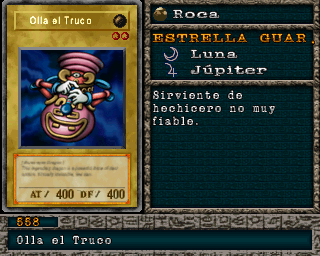 Olla el Truco
AT/ 400 DF/ 400
Roca
ESTRELLA GUAR.
Luna
Júpiter
Sirviente de
hechicero no muy
fiable.
558
Olla el Truco